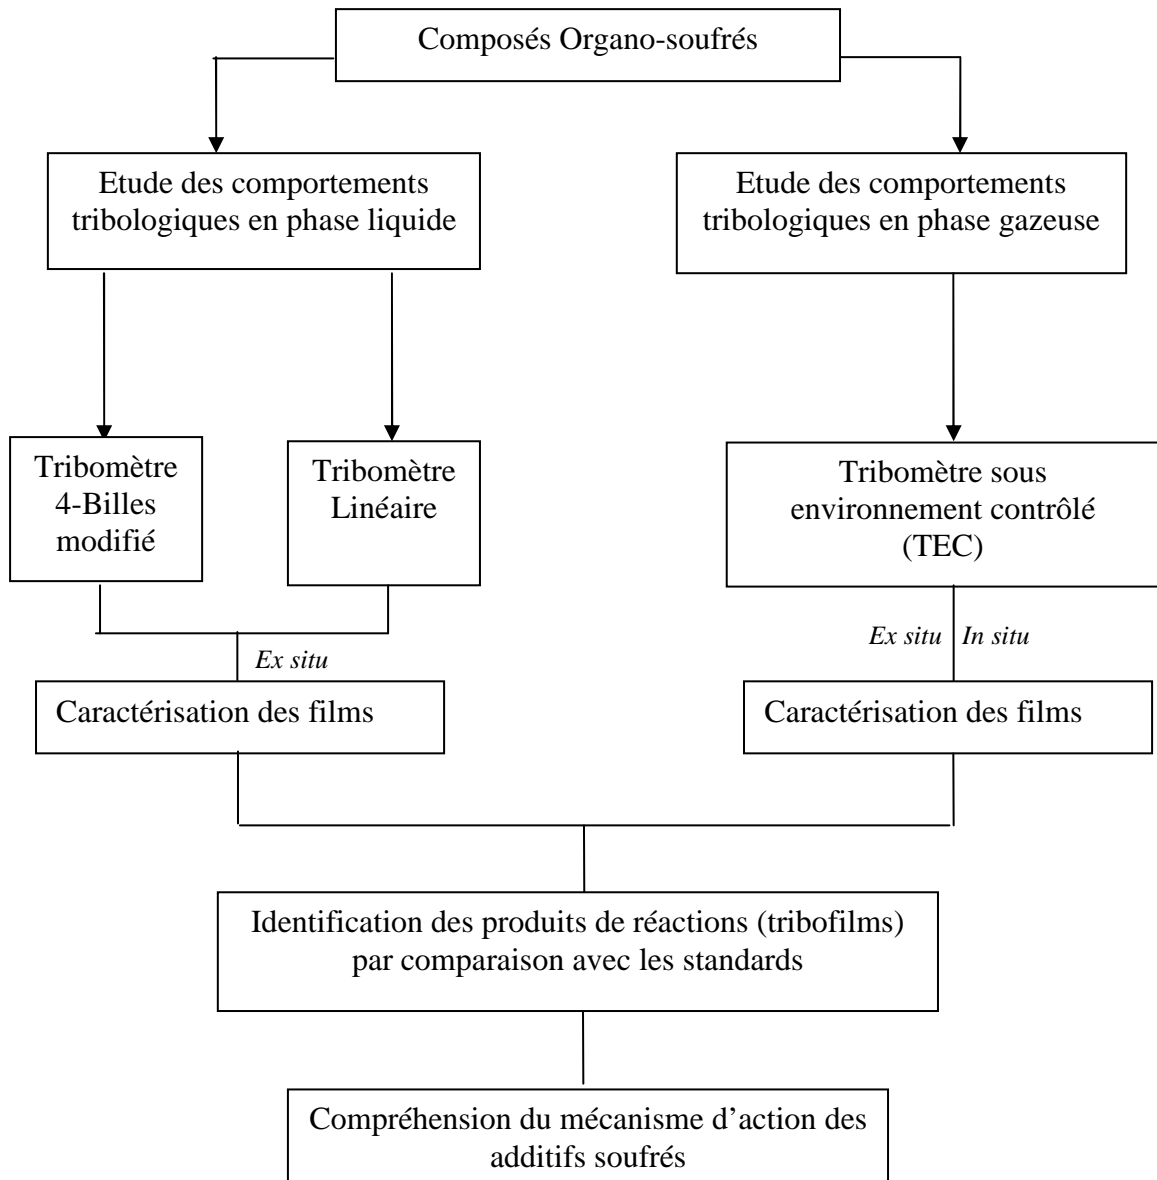 Composés Organo-soufrés
Etude des comportements
tribologiques en phase liquide
Etude des comportements
tribologiques en phase gazeuse
Tribomètre
4-Billes
modifié
Tribomètre
Linéaire
Tribomètre sous
environnement contrôlé
(TEC)
Ex situ
Ex situ
In situ
Caractérisation des films
Caractérisation des films
Identification des produits de réactions (tribofilms)
par comparaison avec les standards
Compréhension du mécanisme d’action des
additifs soufrés